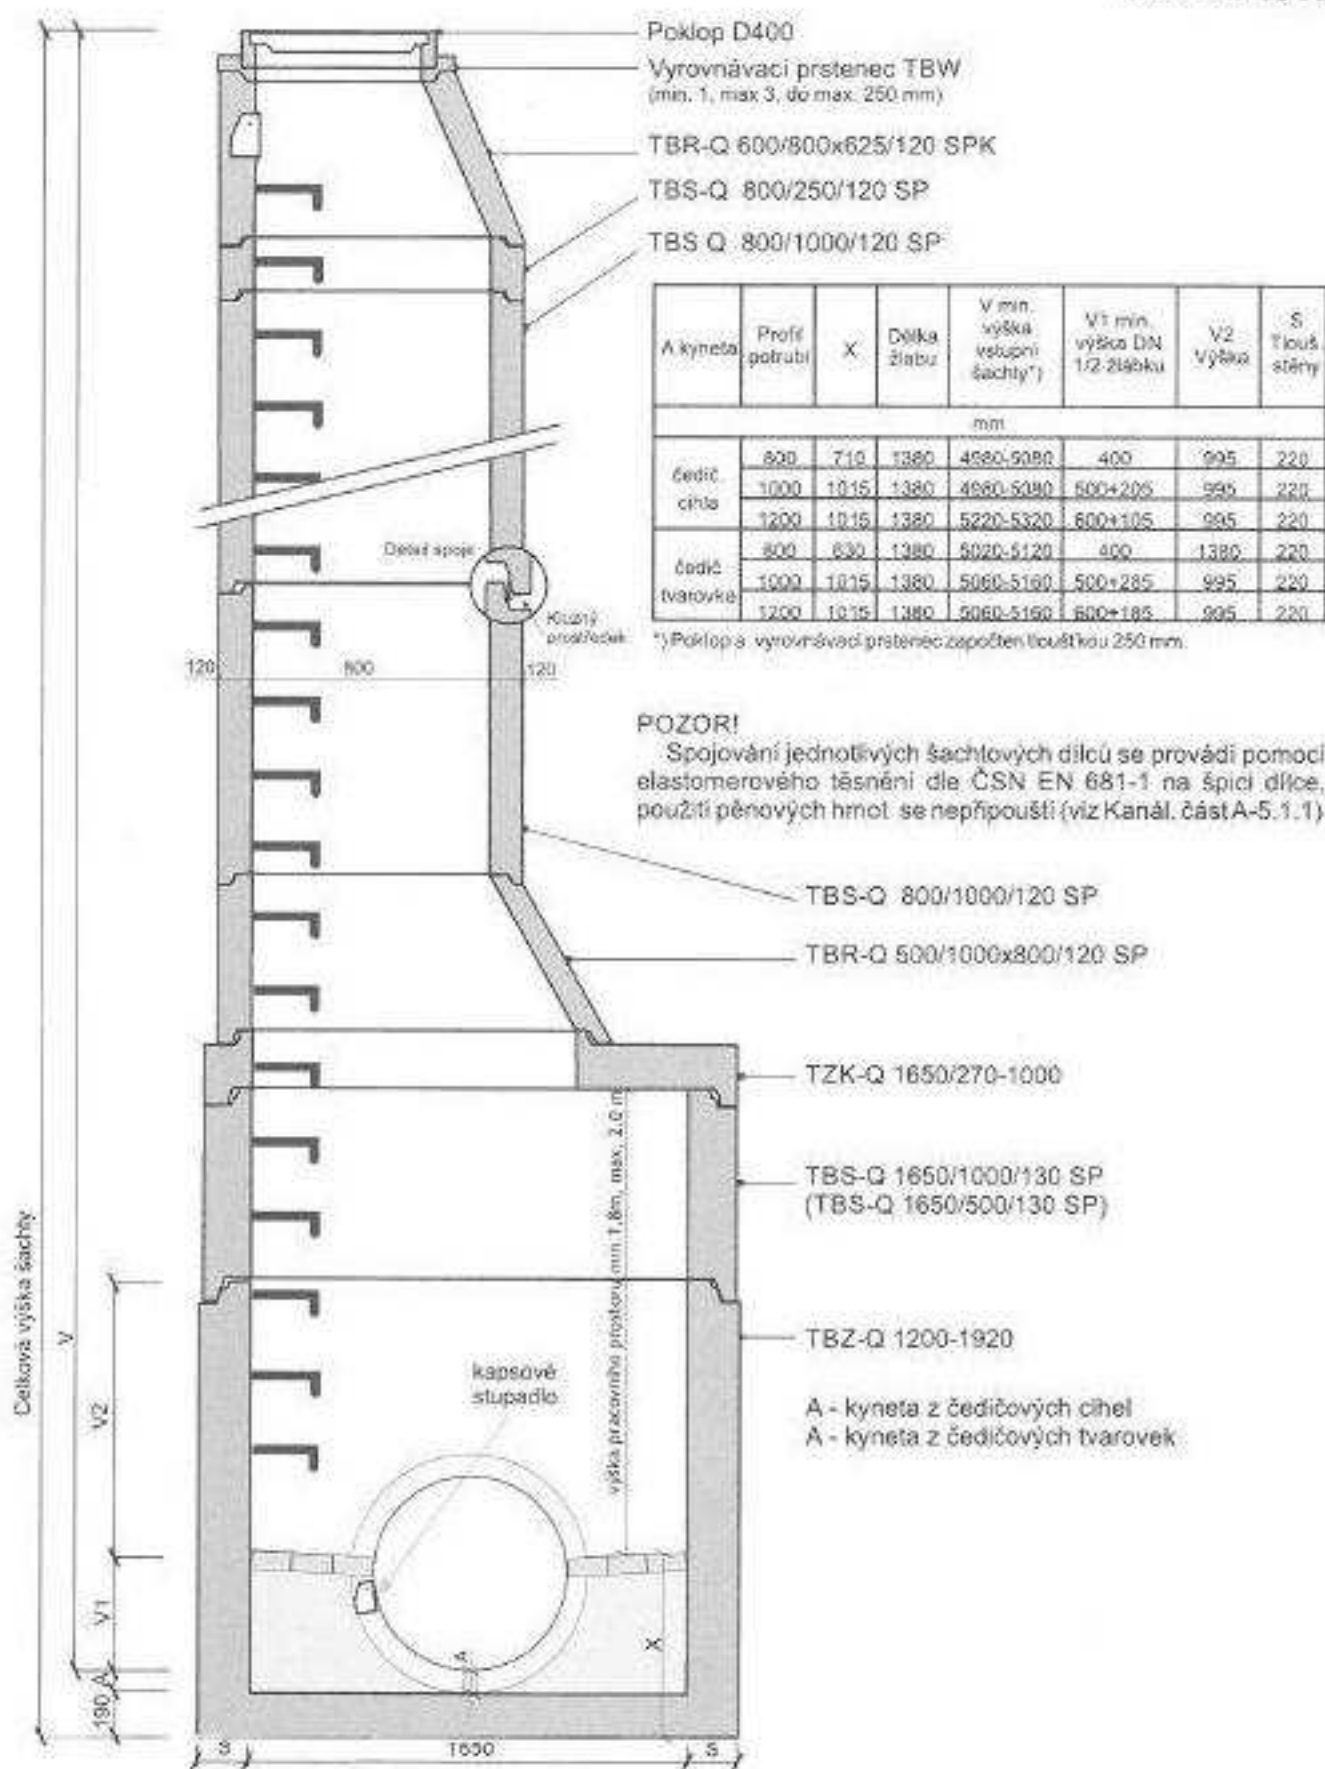 Poklop D400
Vyrovnávací prstenec TBW
(min. 1, max 3, do max. 250 mm)
TBR-Q 600/800x625/120 SPK
TBS-Q 800/250/120 SP
TBS Q 800/1000/120 SP
A kyneta Profil potrubí X Délka žlabu V min. výška vstupní šachty*) V1 min. výška DN 1/2 žlábku V2 Výška S Tlouš. stěny
mm
čedič cihla
800 710 1380 4980-5080 400 995 220
1000 1015 1380 4980-5080 500+205 995 220
1200 1015 1380 5220-5320 600+105 995 220
čedič tvarovka
800 630 1380 5020-5120 400 1380 220
1000 1015 1380 5060-5160 500+285 995 220
1200 1015 1380 5060-5160 600+185 995 220
*) Poklop a vyrovnávací prstenec započten tloušťkou 250 mm.
Detail spoje
Kluzný
prostředek
120 800 120
POZOR!
Spojování jednotlivých šachtových dílců se provádí pomocí
elastomerového těsnění dle ČSN EN 681-1 na špici dílce,
použití pěnových hmot se nepřipouští (viz Kanál. část A-5.1.1)
TBS-Q 800/1000/120 SP
TBR-Q 500/1000x800/120 SP
TZK-Q 1650/270-1000
TBS-Q 1650/1000/130 SP
(TBS-Q 1650/500/130 SP)
TBZ-Q 1200-1920
A - kyneta z čedičových cihel
A - kyneta z čedičových tvarovek
výška pracovního prostoru min 1,8m, max. 2,0 m
kapsové
stupadlo
Celková výška šachty
V
V2
V1
A
190
A
X
S 1650 S